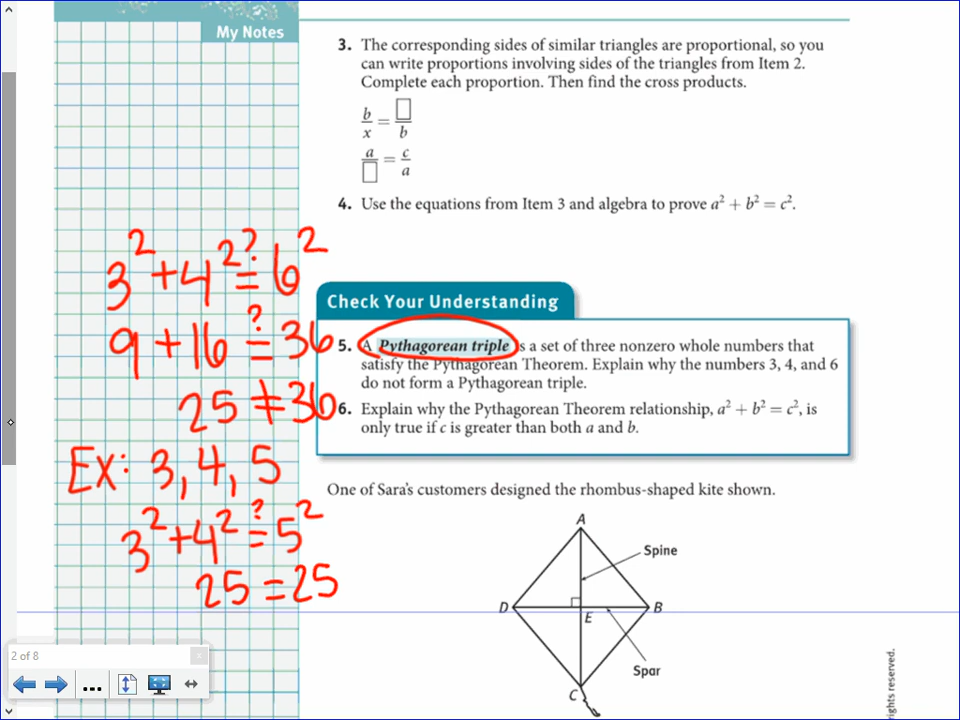 My Notes
3. The corresponding sides of similar triangles are proportional, so you
can write proportions involving sides of the triangles from Item 2.
Complete each proportion. Then find the cross products.
b/x = □/b
a/□ = c/a
4. Use the equations from Item 3 and algebra to prove a² + b² = c².
3² + 4² ≟ 6²
9 + 16 ≟ 36
25 ≠ 36
Ex: 3, 4, 5
3² + 4² ≟ 5²
25 = 25
Check Your Understanding
5. A Pythagorean triple is a set of three nonzero whole numbers that
satisfy the Pythagorean Theorem. Explain why the numbers 3, 4, and 6
do not form a Pythagorean triple.
6. Explain why the Pythagorean Theorem relationship, a² + b² = c², is
only true if c is greater than both a and b.
One of Sara's customers designed the rhombus-shaped kite shown.
A
Spine
D
B
E
Spar
C
2 of 8
...
rights reserved.